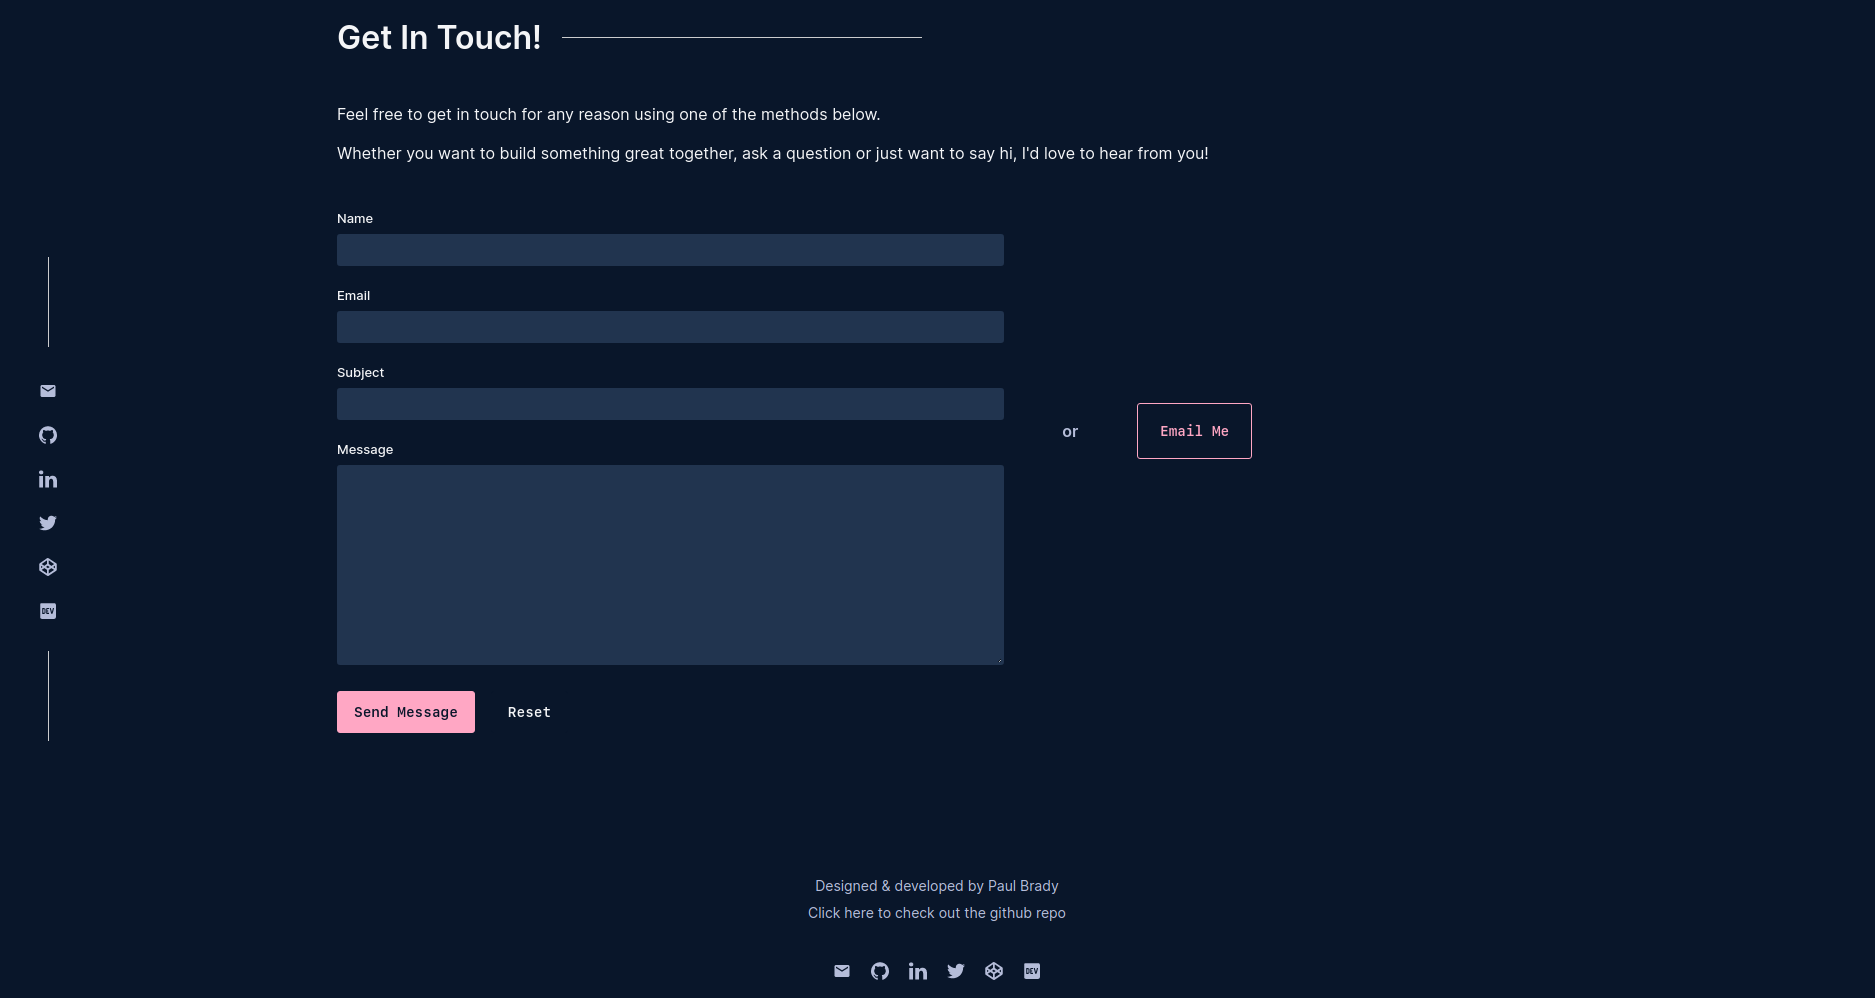 Get In Touch!
Feel free to get in touch for any reason using one of the methods below.
Whether you want to build something great together, ask a question or just want to say hi, I'd love to hear from you!
Name
Email
Subject
Message
or
Email Me
Send Message
Reset
DEV
Designed & developed by Paul Brady
Click here to check out the github repo
in
DEV